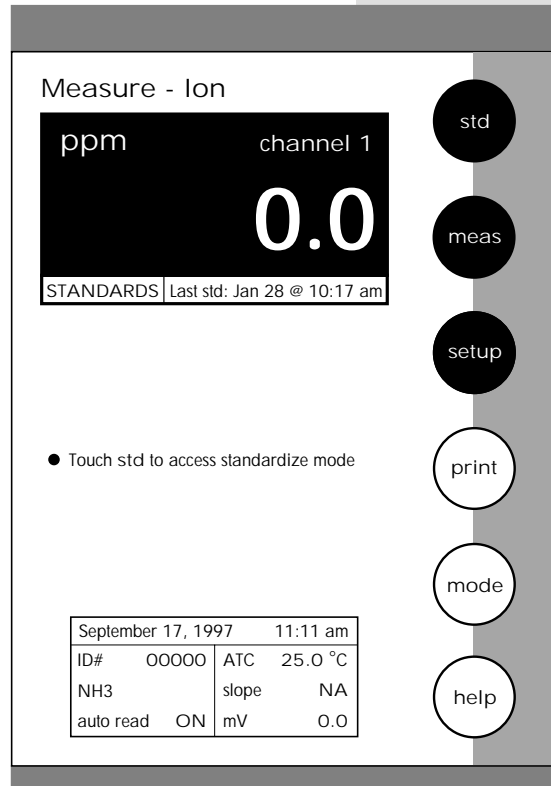 Measure - Ion
ppm channel 1
0.0
STANDARDS Last std: Jan 28 @ 10:17 am
● Touch std to access standardize mode
September 17, 1997 11:11 am
ID# 00000 ATC 25.0 °C
NH3 slope NA
auto read ON mV 0.0
std
meas
setup
print
mode
help